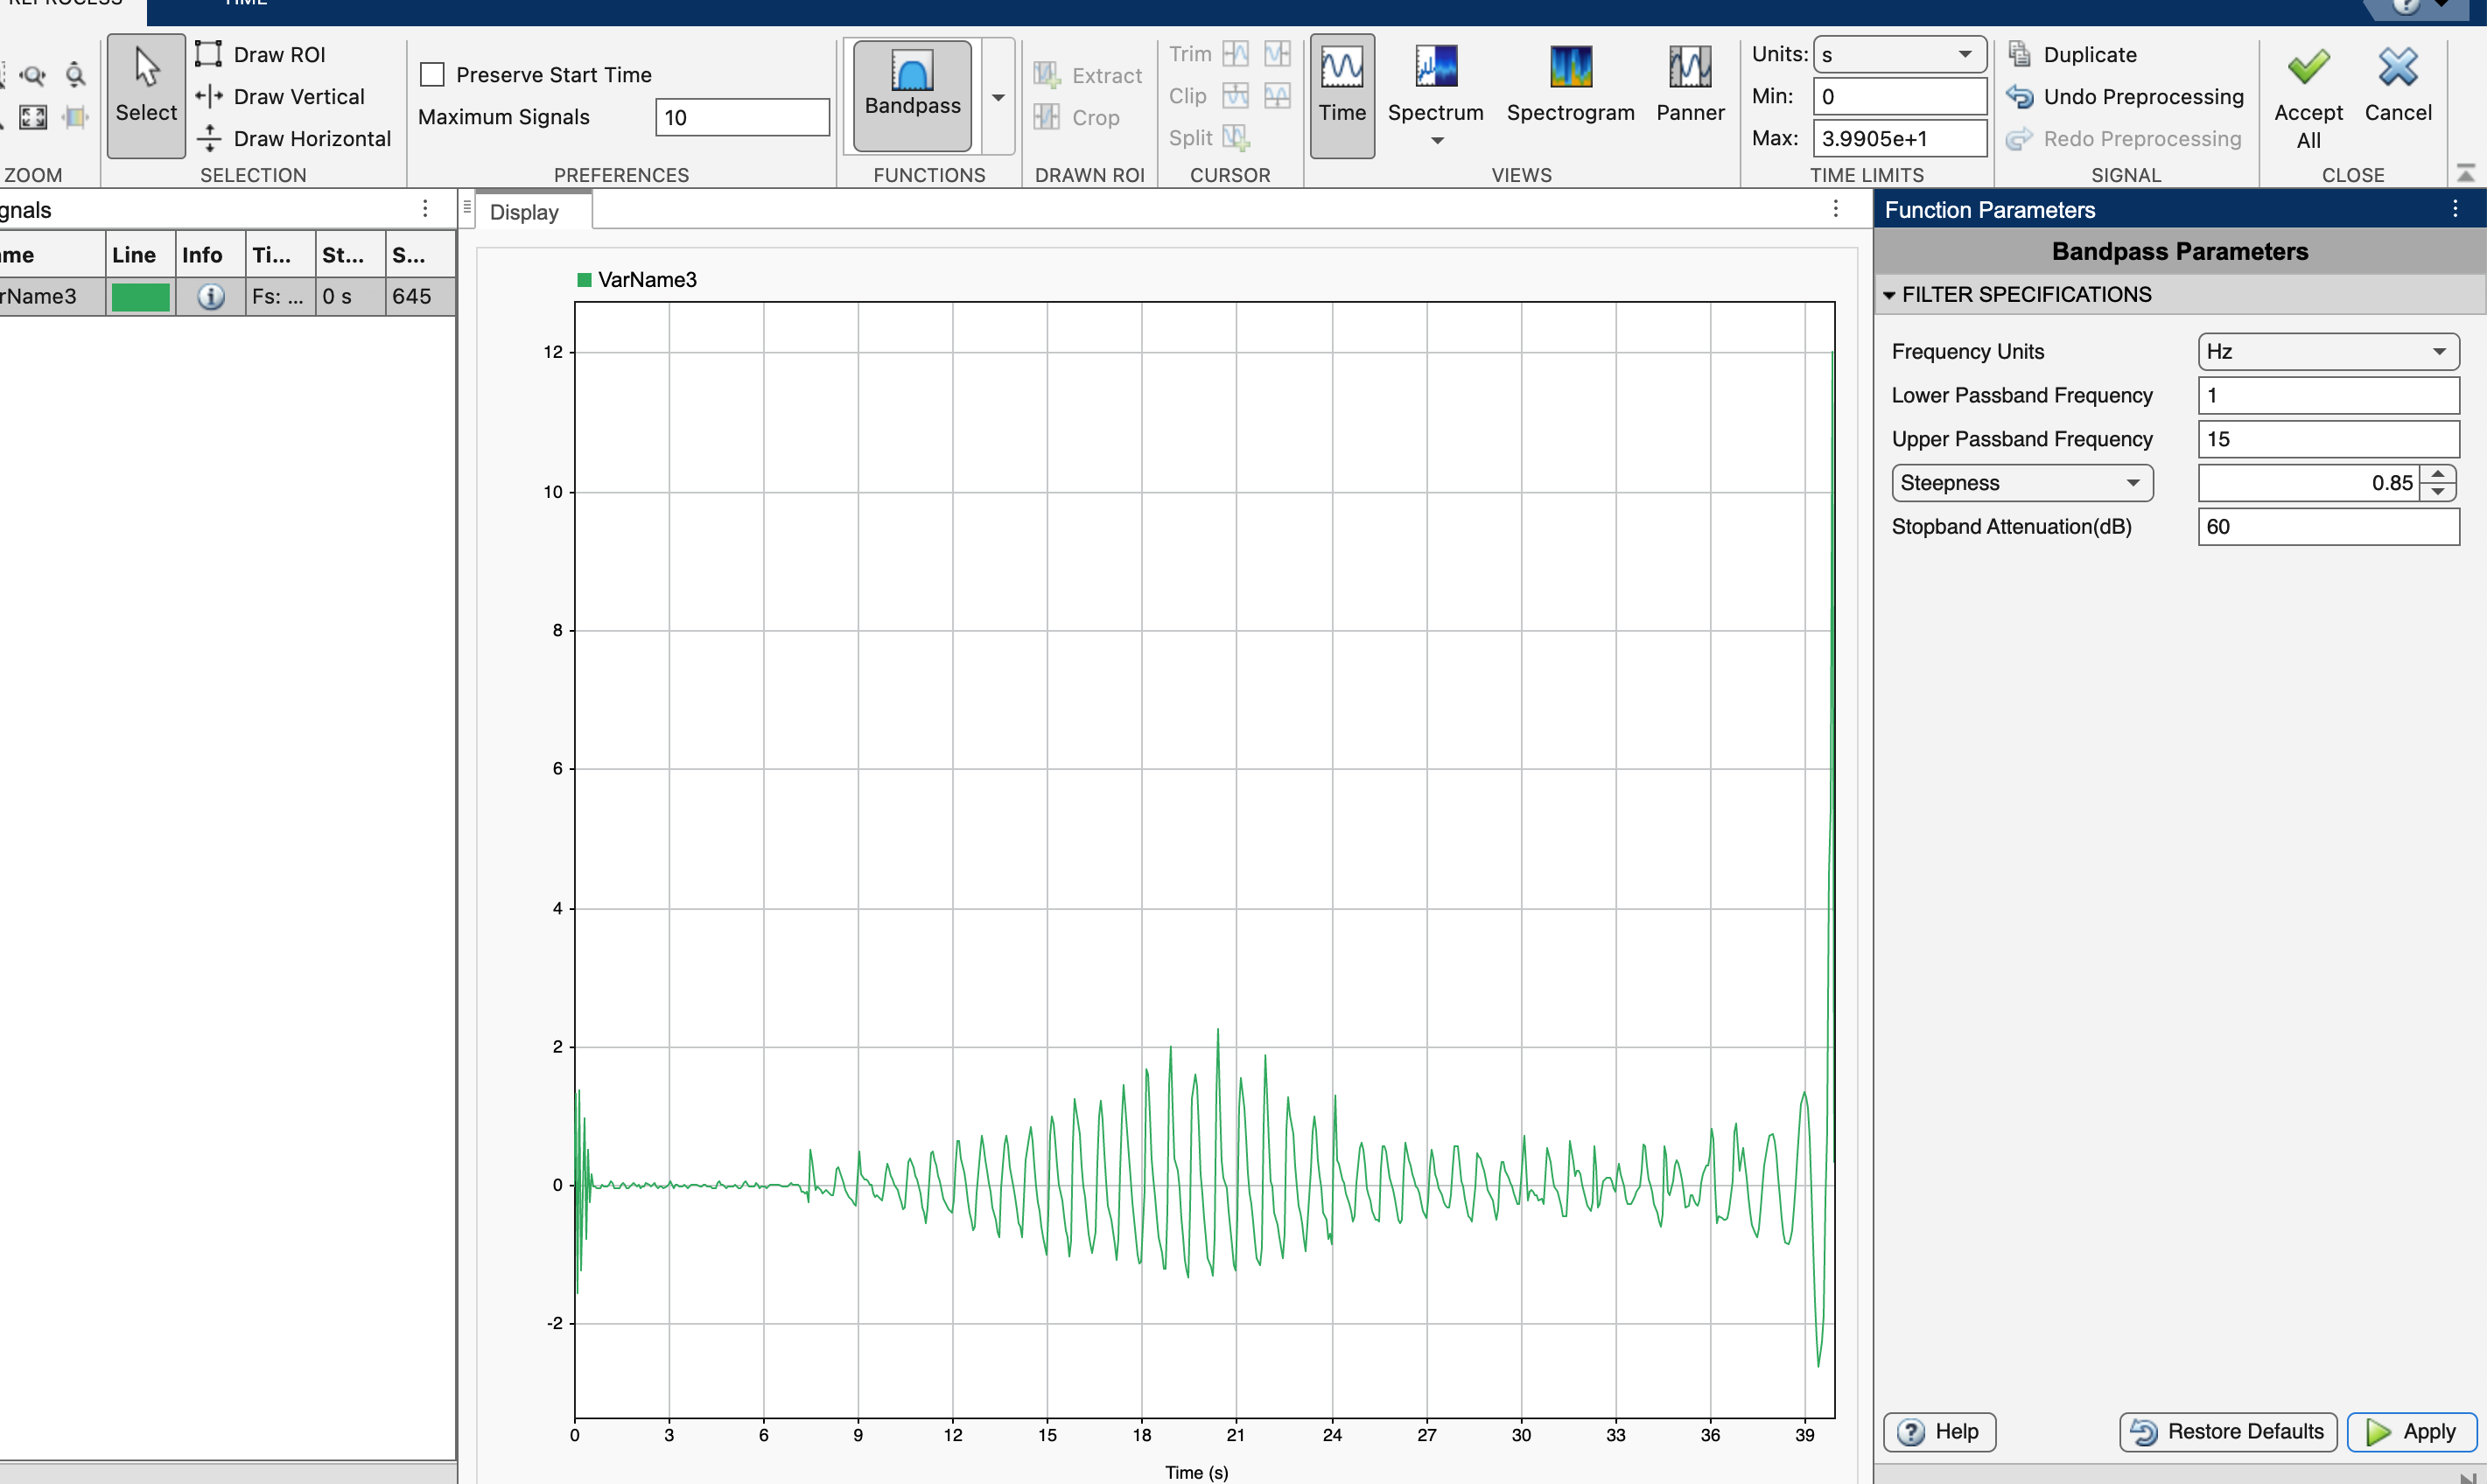 REPROCESS
TIME
Select
Draw ROI
Draw Vertical
Draw Horizontal
Preserve Start Time
Maximum Signals 10
Bandpass
Extract
Crop
Trim
Clip
Split
Time
Spectrum
Spectrogram
Panner
Units: s
Min: 0
Max: 3.9905e+1
Duplicate
Undo Preprocessing
Redo Preprocessing
Accept All
Cancel
ZOOM
SELECTION
PREFERENCES
FUNCTIONS
DRAWN ROI
CURSOR
VIEWS
TIME LIMITS
SIGNAL
CLOSE
gnals
ame Line Info Ti... St... S...
rName3 Fs: ... 0 s 645
Display
VarName3
12
10
8
6
4
2
0
-2
0 3 6 9 12 15 18 21 24 27 30 33 36 39
Time (s)
Function Parameters
Bandpass Parameters
FILTER SPECIFICATIONS
Frequency Units Hz
Lower Passband Frequency 1
Upper Passband Frequency 15
Steepness 0.85
Stopband Attenuation(dB) 60
Help
Restore Defaults
Apply